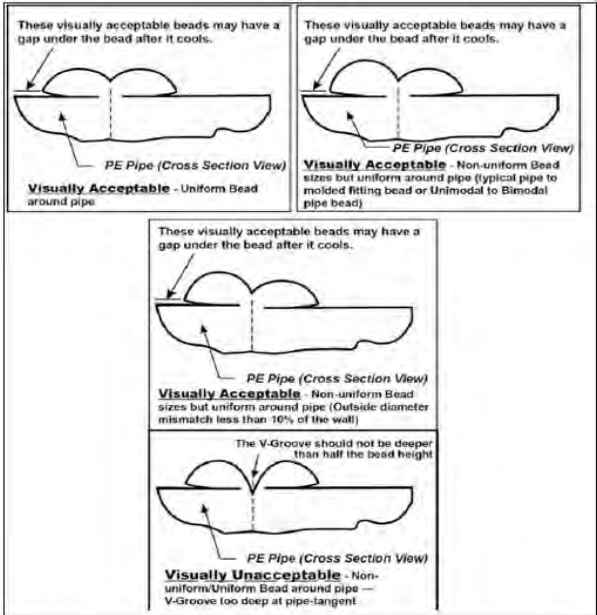 These visually acceptable beads may have a
gap under the bead after it cools.
PE Pipe (Cross Section View)
Visually Acceptable - Uniform Bead
around pipe
These visually acceptable beads may have a
gap under the bead after it cools.
PE Pipe (Cross Section View)
Visually Acceptable - Non-uniform Bead
sizes but uniform around pipe (typical pipe to
molded fitting bead or Unimodal to Bimodal
pipe bead)
These visually acceptable beads may have a
gap under the bead after it cools.
PE Pipe (Cross Section View)
Visually Acceptable - Non-uniform Bead
sizes but uniform around pipe (Outside diameter
mismatch less than 10% of the wall)
The V-Groove should not be deeper
than half the bead height
PE Pipe (Cross Section View)
Visually Unacceptable - Non-
uniform/Uniform Bead around pipe —
V-Groove too deep at pipe-tangent